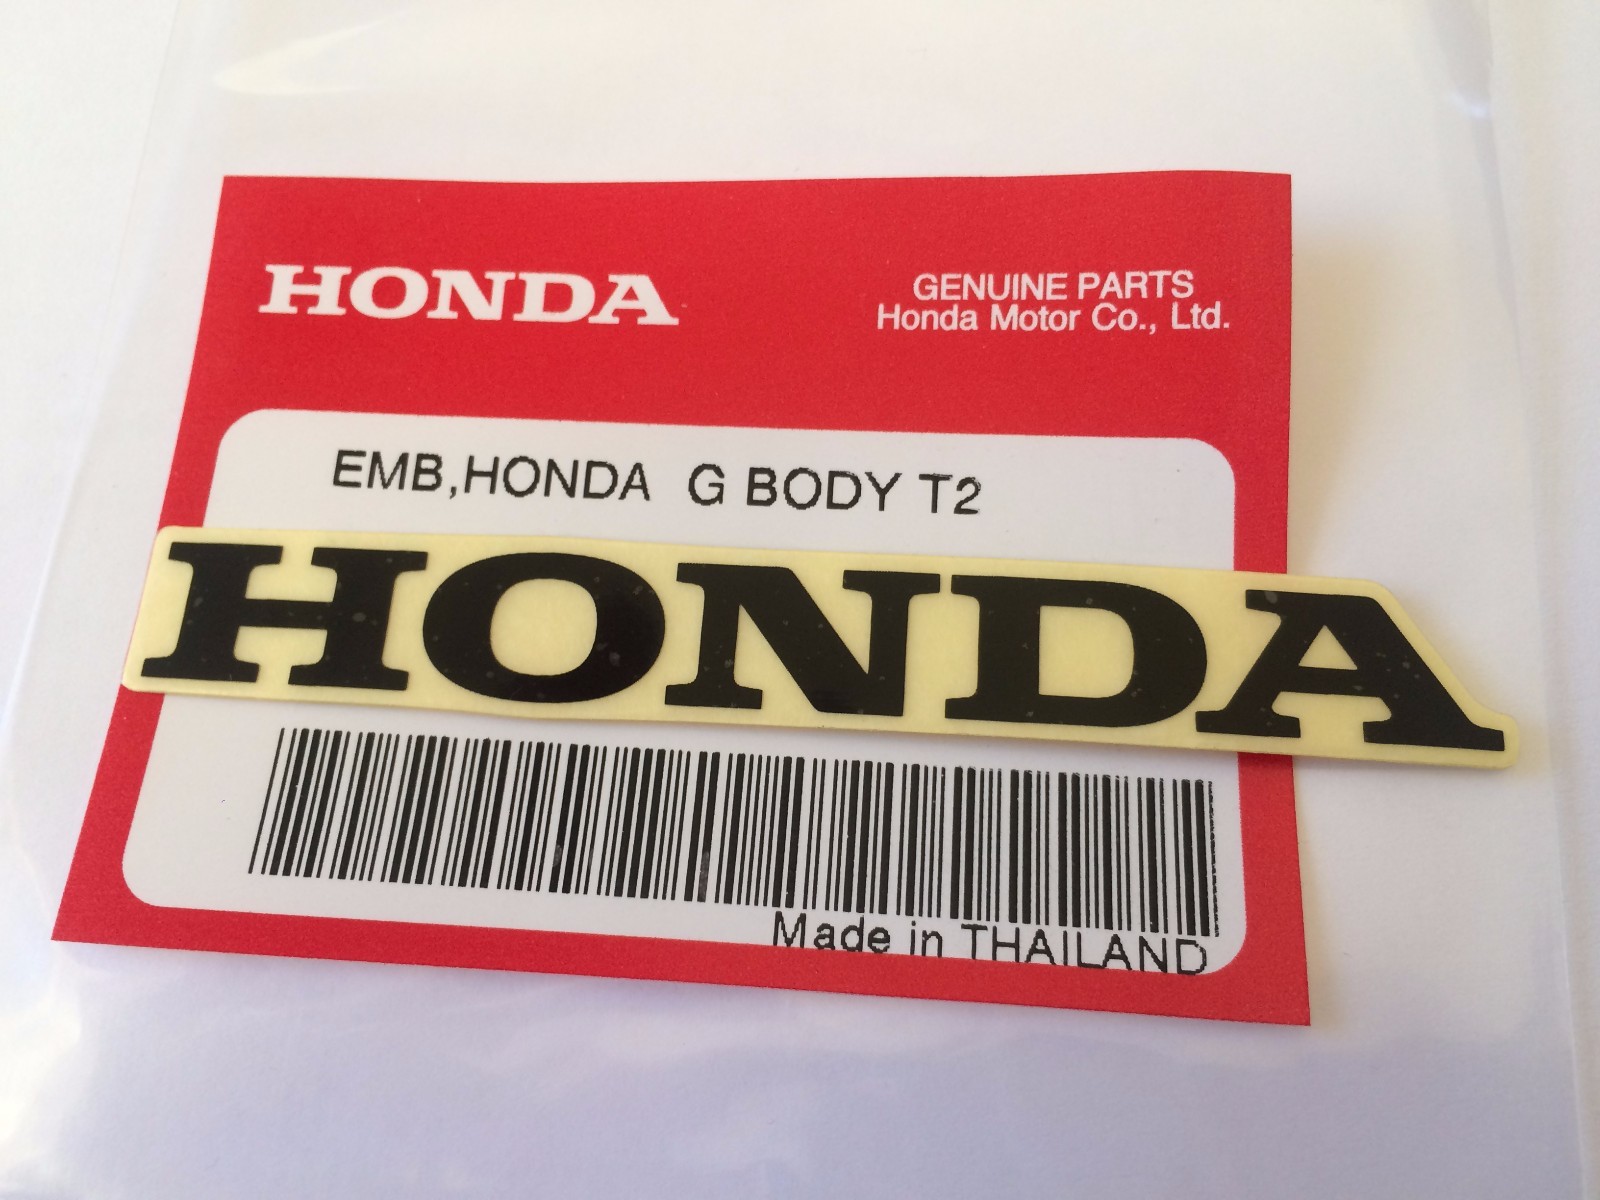 HONDA
GENUINE PARTS
Honda Motor Co., Ltd.
EMB,HONDA G BODY T2
HONDA
Made in THAILAND